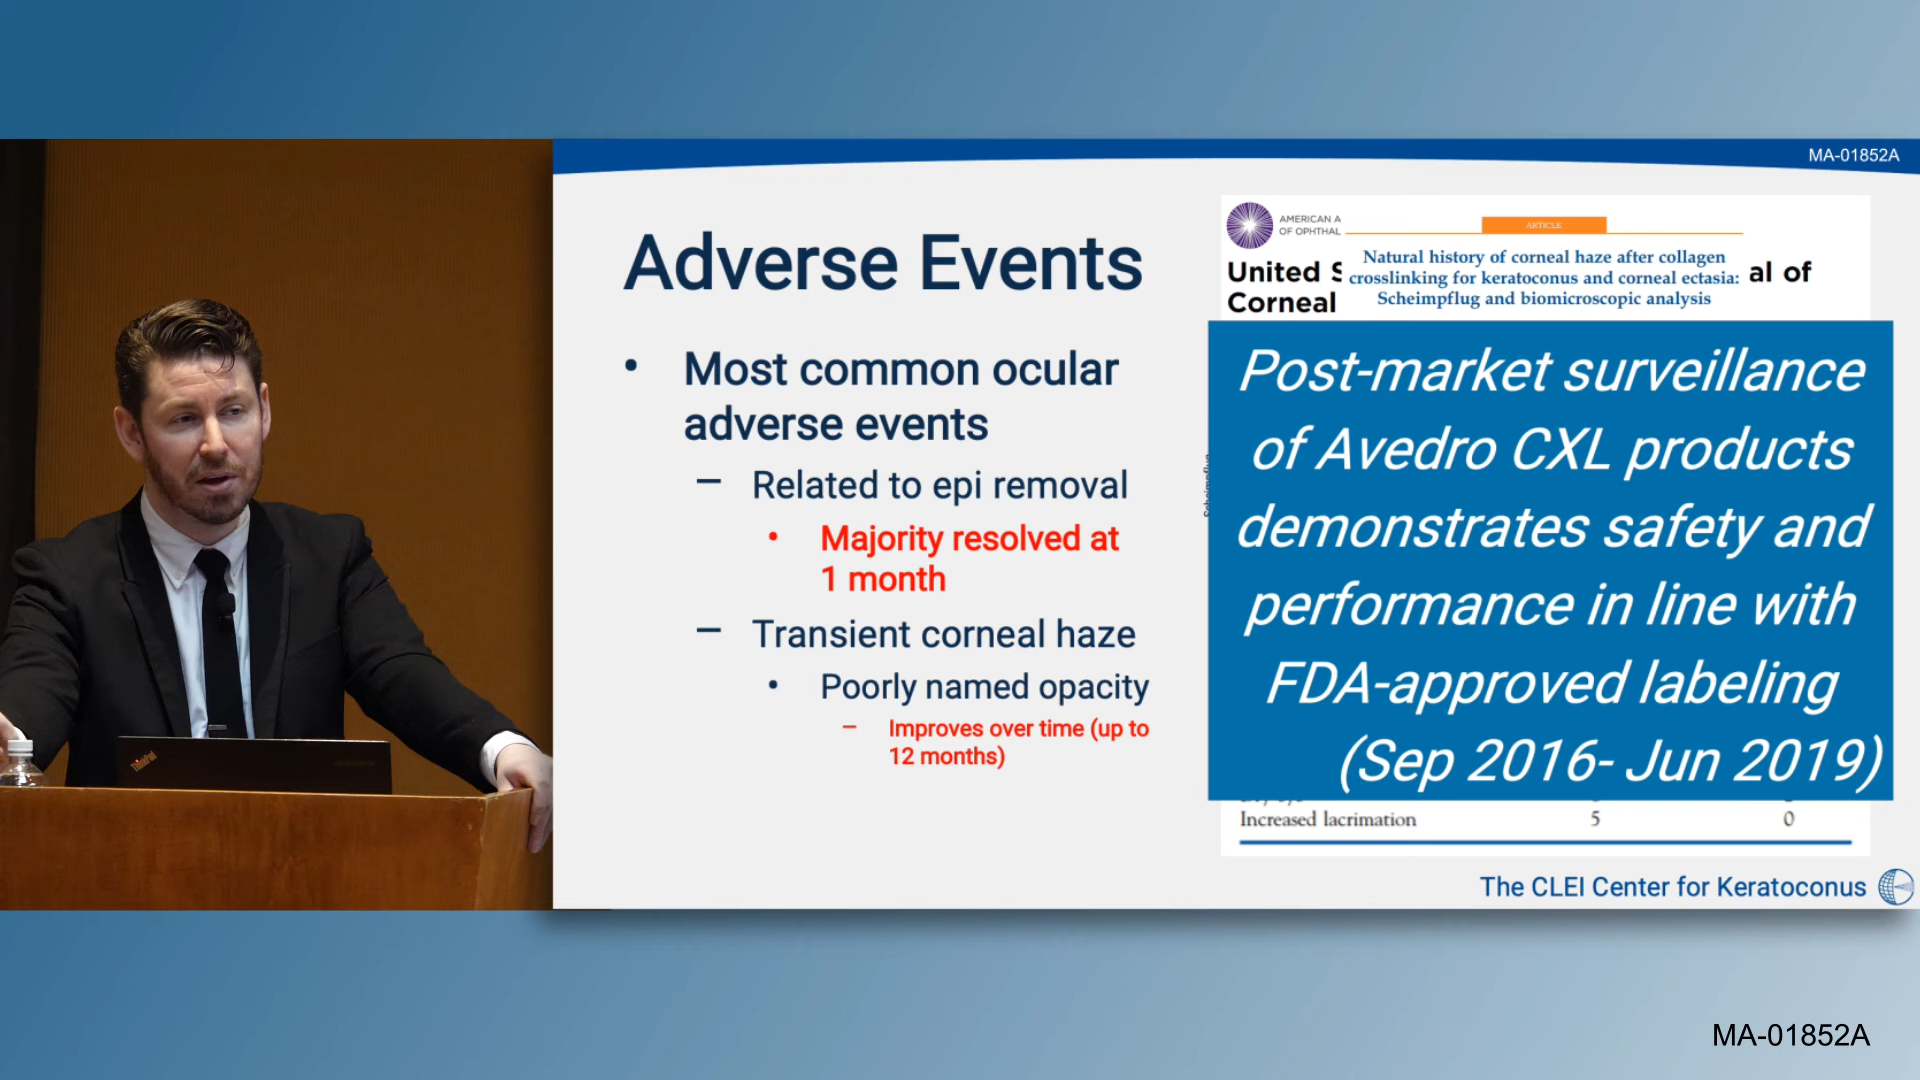 MA-01852A
Adverse Events
• Most common ocular
adverse events
– Related to epi removal
• Majority resolved at
1 month
– Transient corneal haze
• Poorly named opacity
– Improves over time (up to
12 months)
AMERICAN A
OF OPHTHAL
ARTICLE
Natural history of corneal haze after collagen
crosslinking for keratoconus and corneal ectasia:
Scheimpflug and biomicroscopic analysis
United S
al of
Corneal
Post-market surveillance
of Avedro CXL products
demonstrates safety and
performance in line with
FDA-approved labeling
(Sep 2016- Jun 2019)
Increased lacrimation 5 0
The CLEI Center for Keratoconus
ThinkPad
MA-01852A